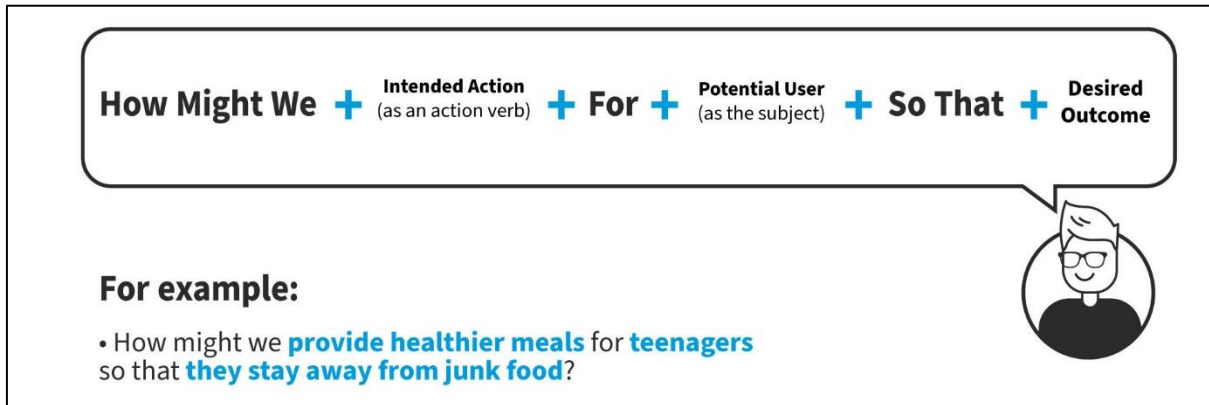 How Might We + Intended Action (as an action verb) + For + Potential User (as the subject) + So That + Desired Outcome
For example:
• How might we provide healthier meals for teenagers
so that they stay away from junk food?